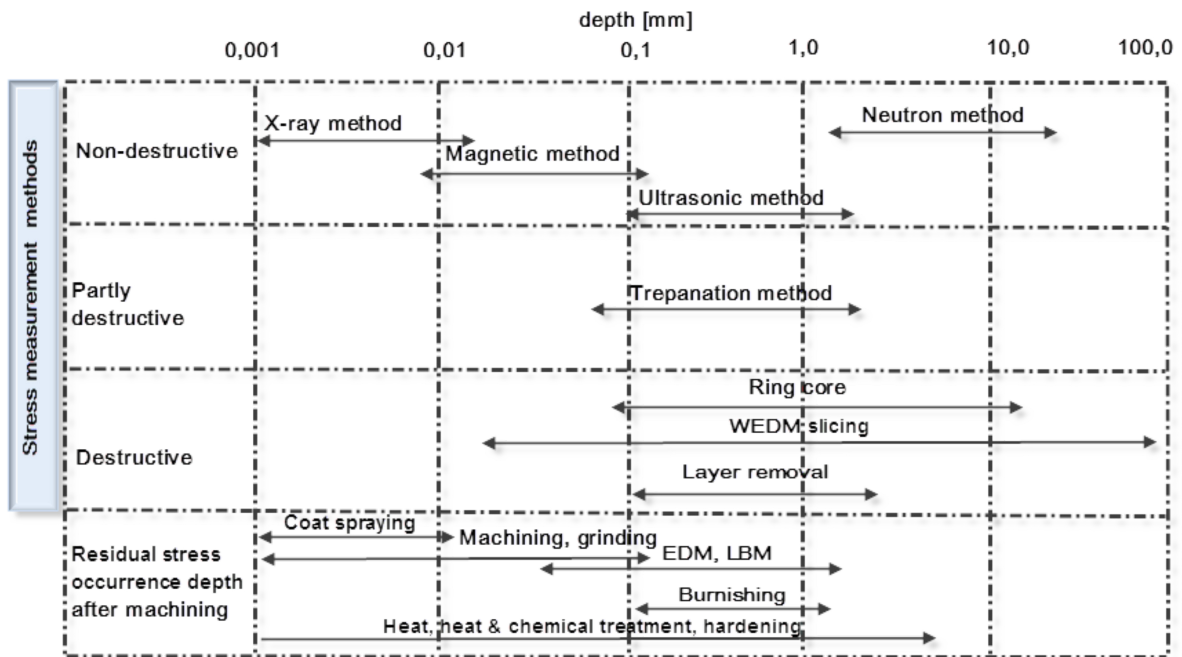 depth [mm]
0,001 0,01 0,1 1,0 10,0 100,0
Stress measurement methods
Non-destructive
X-ray method
Neutron method
Magnetic method
Ultrasonic method
Partly
destructive
Trepanation method
Destructive
Ring core
WEDM slicing
Layer removal
Residual stress
occurrence depth
after machining
Coat spraying
Machining, grinding
EDM, LBM
Burnishing
Heat, heat & chemical treatment, hardening